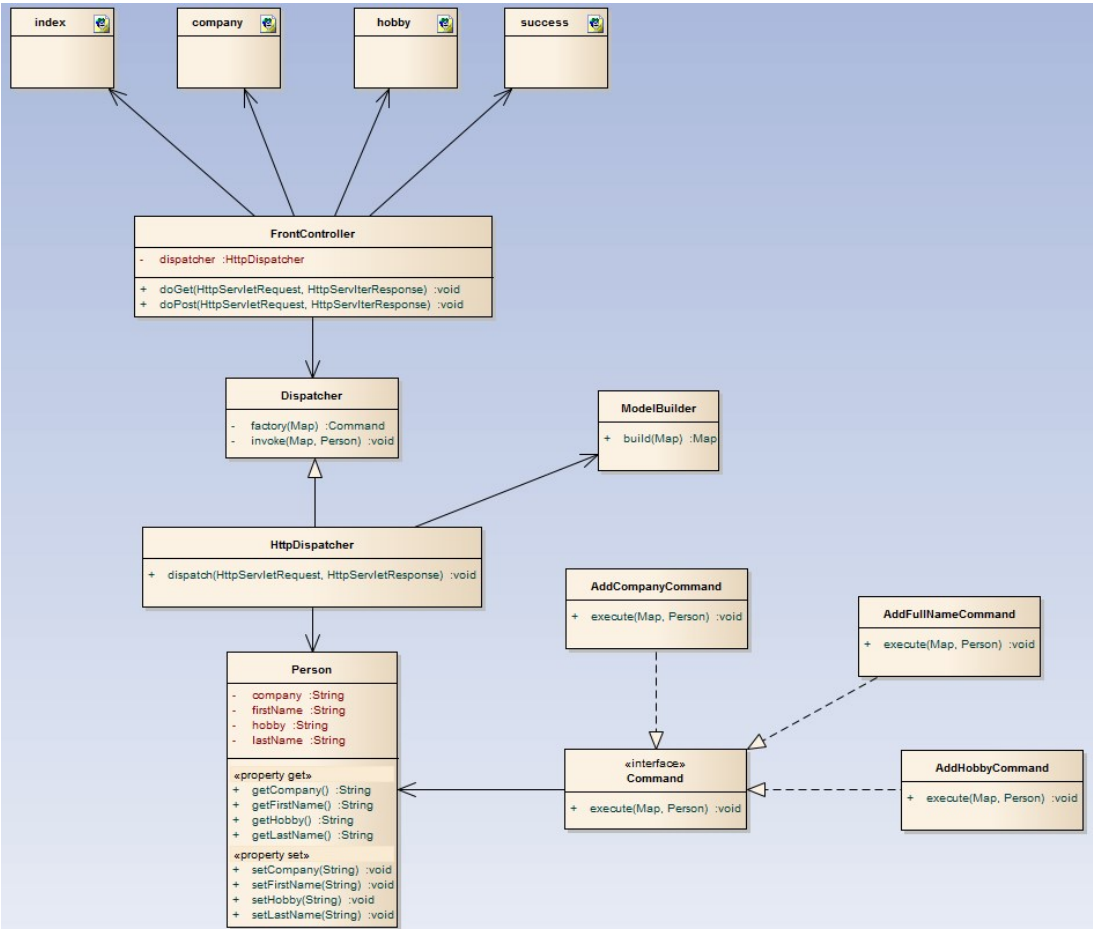 index
company
hobby
success
FrontController
- dispatcher :HttpDispatcher
+ doGet(HttpServletRequest, HttpServIterResponse) :void
+ doPost(HttpServletRequest, HttpServIterResponse) :void
Dispatcher
- factory(Map) :Command
- invoke(Map, Person) :void
ModelBuilder
+ build(Map) :Map
HttpDispatcher
+ dispatch(HttpServletRequest, HttpServletResponse) :void
AddCompanyCommand
+ execute(Map, Person) :void
AddFullNameCommand
+ execute(Map, Person) :void
Person
- company :String
- firstName :String
- hobby :String
- lastName :String
«property get»
+ getCompany() :String
+ getFirstName() :String
+ getHobby() :String
+ getLastName() :String
«property set»
+ setCompany(String) :void
+ setFirstName(String) :void
+ setHobby(String) :void
+ setLastName(String) :void
«interface»
Command
+ execute(Map, Person) :void
AddHobbyCommand
+ execute(Map, Person) :void